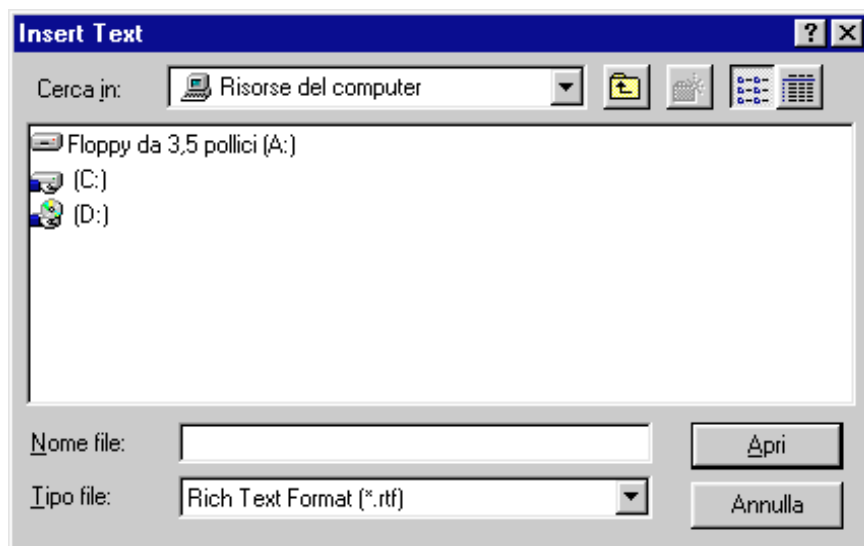 Insert Text
Cerca in: Risorse del computer
Floppy da 3,5 pollici (A:)
(C:)
(D:)
Nome file: Apri
Tipo file: Rich Text Format (*.rtf) Annulla